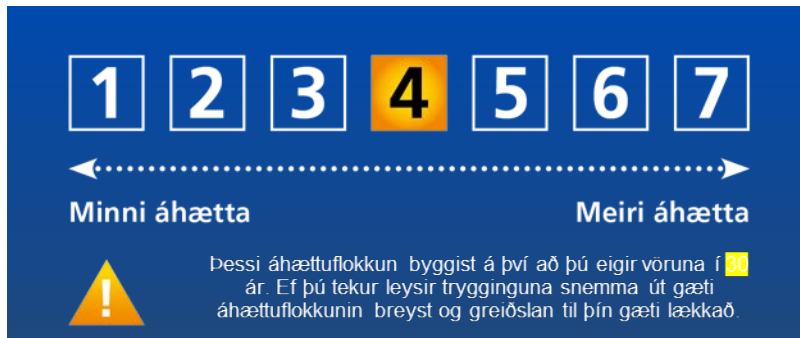 1 2 3 4 5 6 7
Minni áhætta Meiri áhætta
Þessi áhættuflokkun byggist á því að þú eigir vöruna í 30
ár. Ef þú tekur leysir trygginguna snemma út gæti
áhættuflokkunin breyst og greiðslan til þín gæti lækkað.